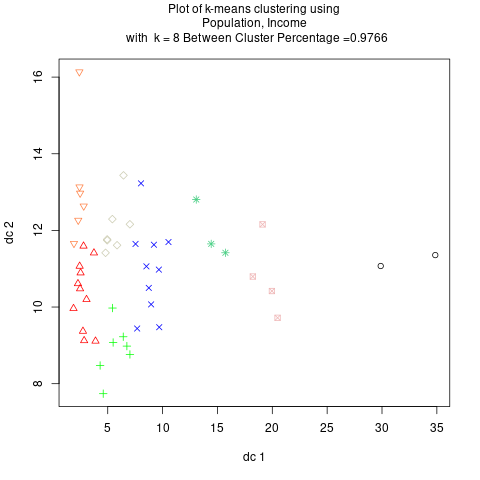 Plot of k-means clustering using
Population, Income
with k = 8 Between Cluster Percentage =0.9766
16
14
12
10
8
dc 2
5
10
15
20
25
30
35
dc 1